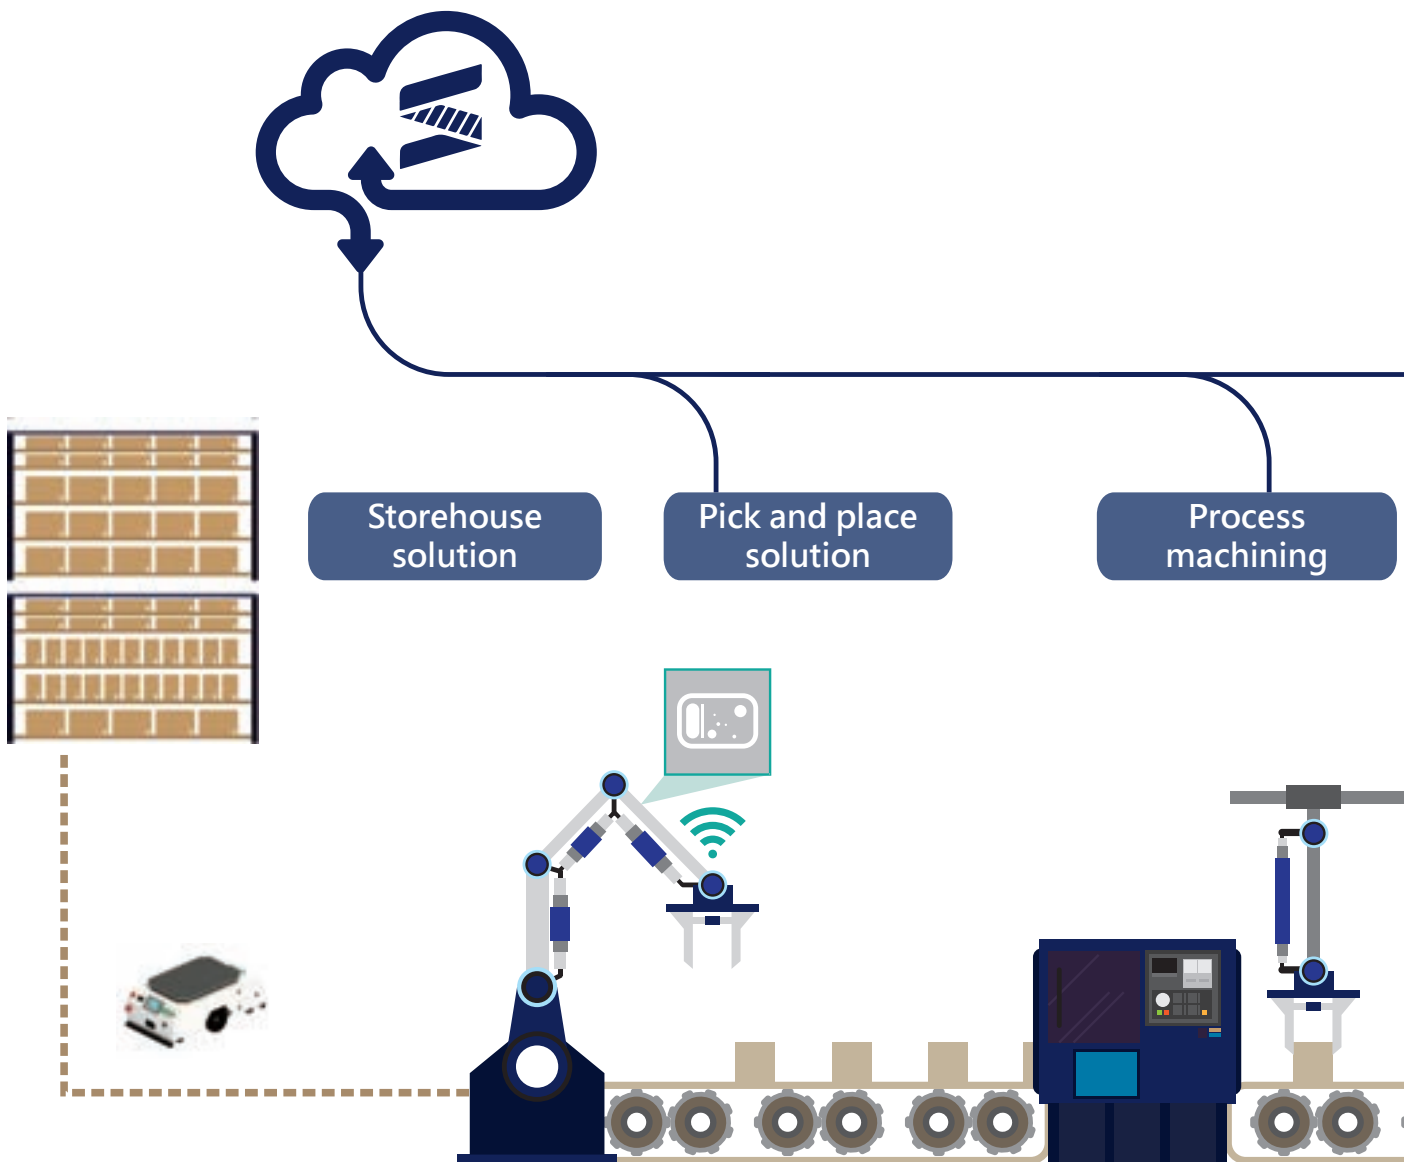 Storehouse
solution
Pick and place
solution
Process
machining